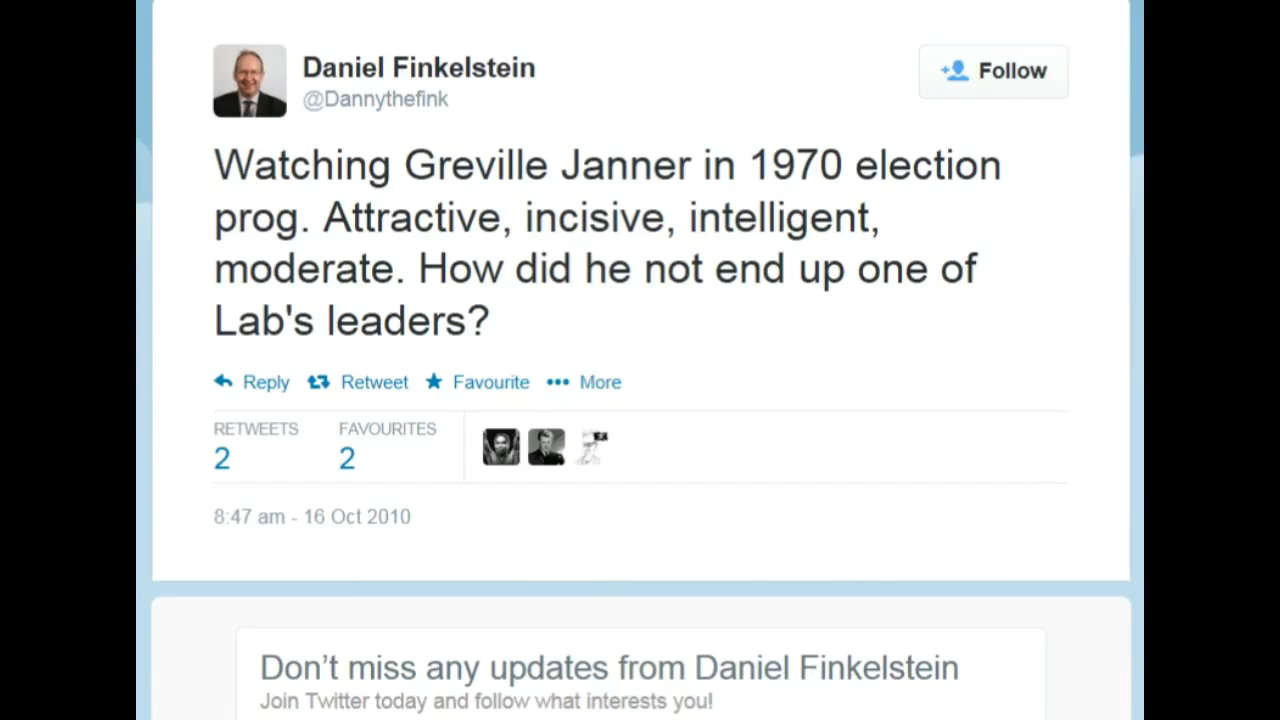 Daniel Finkelstein
@Dannythefink
Follow
Watching Greville Janner in 1970 election
prog. Attractive, incisive, intelligent,
moderate. How did he not end up one of
Lab's leaders?
Reply Retweet Favourite More
RETWEETS FAVOURITES
2 2
8:47 am - 16 Oct 2010
Don’t miss any updates from Daniel Finkelstein
Join Twitter today and follow what interests you!